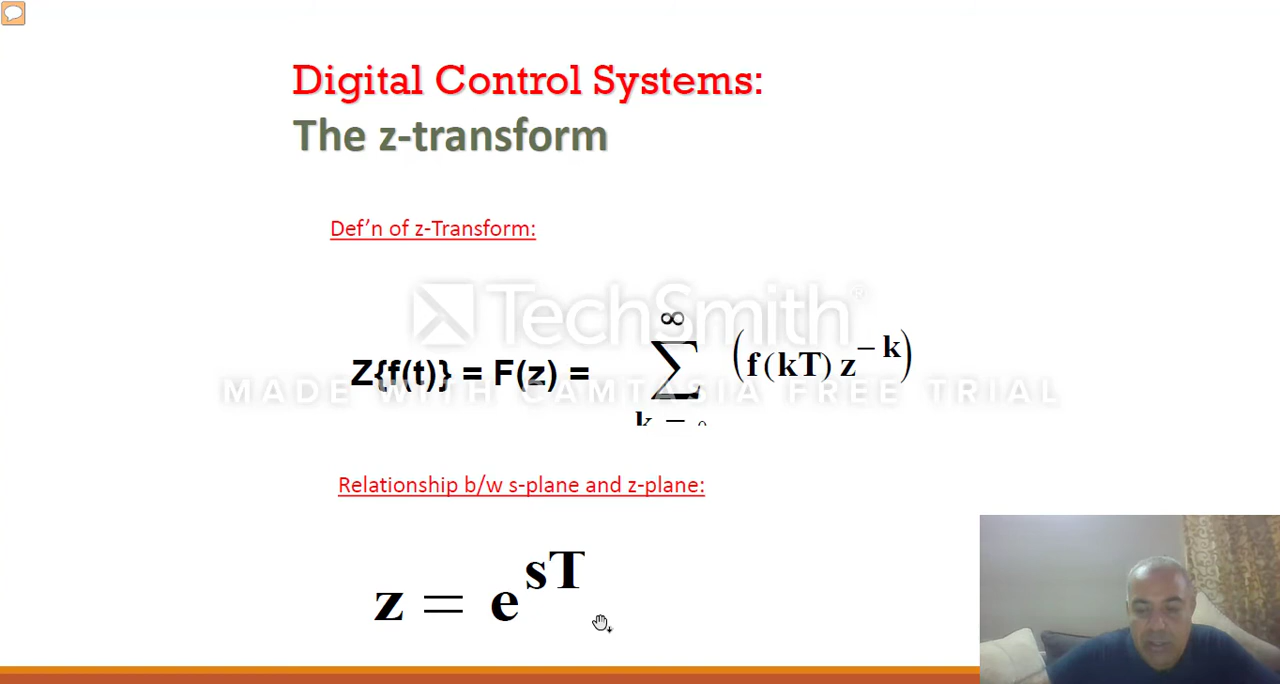 Digital Control Systems:
The z-transform
Def'n of z-Transform:
TechSmith®
∞
Z{f(t)} = F(z) = ∑ (f(kT) z⁻ᵏ)
MADE WITH CAMTASIA FREE TRIAL
k =
Relationship b/w s-plane and z-plane:
z = e^sT